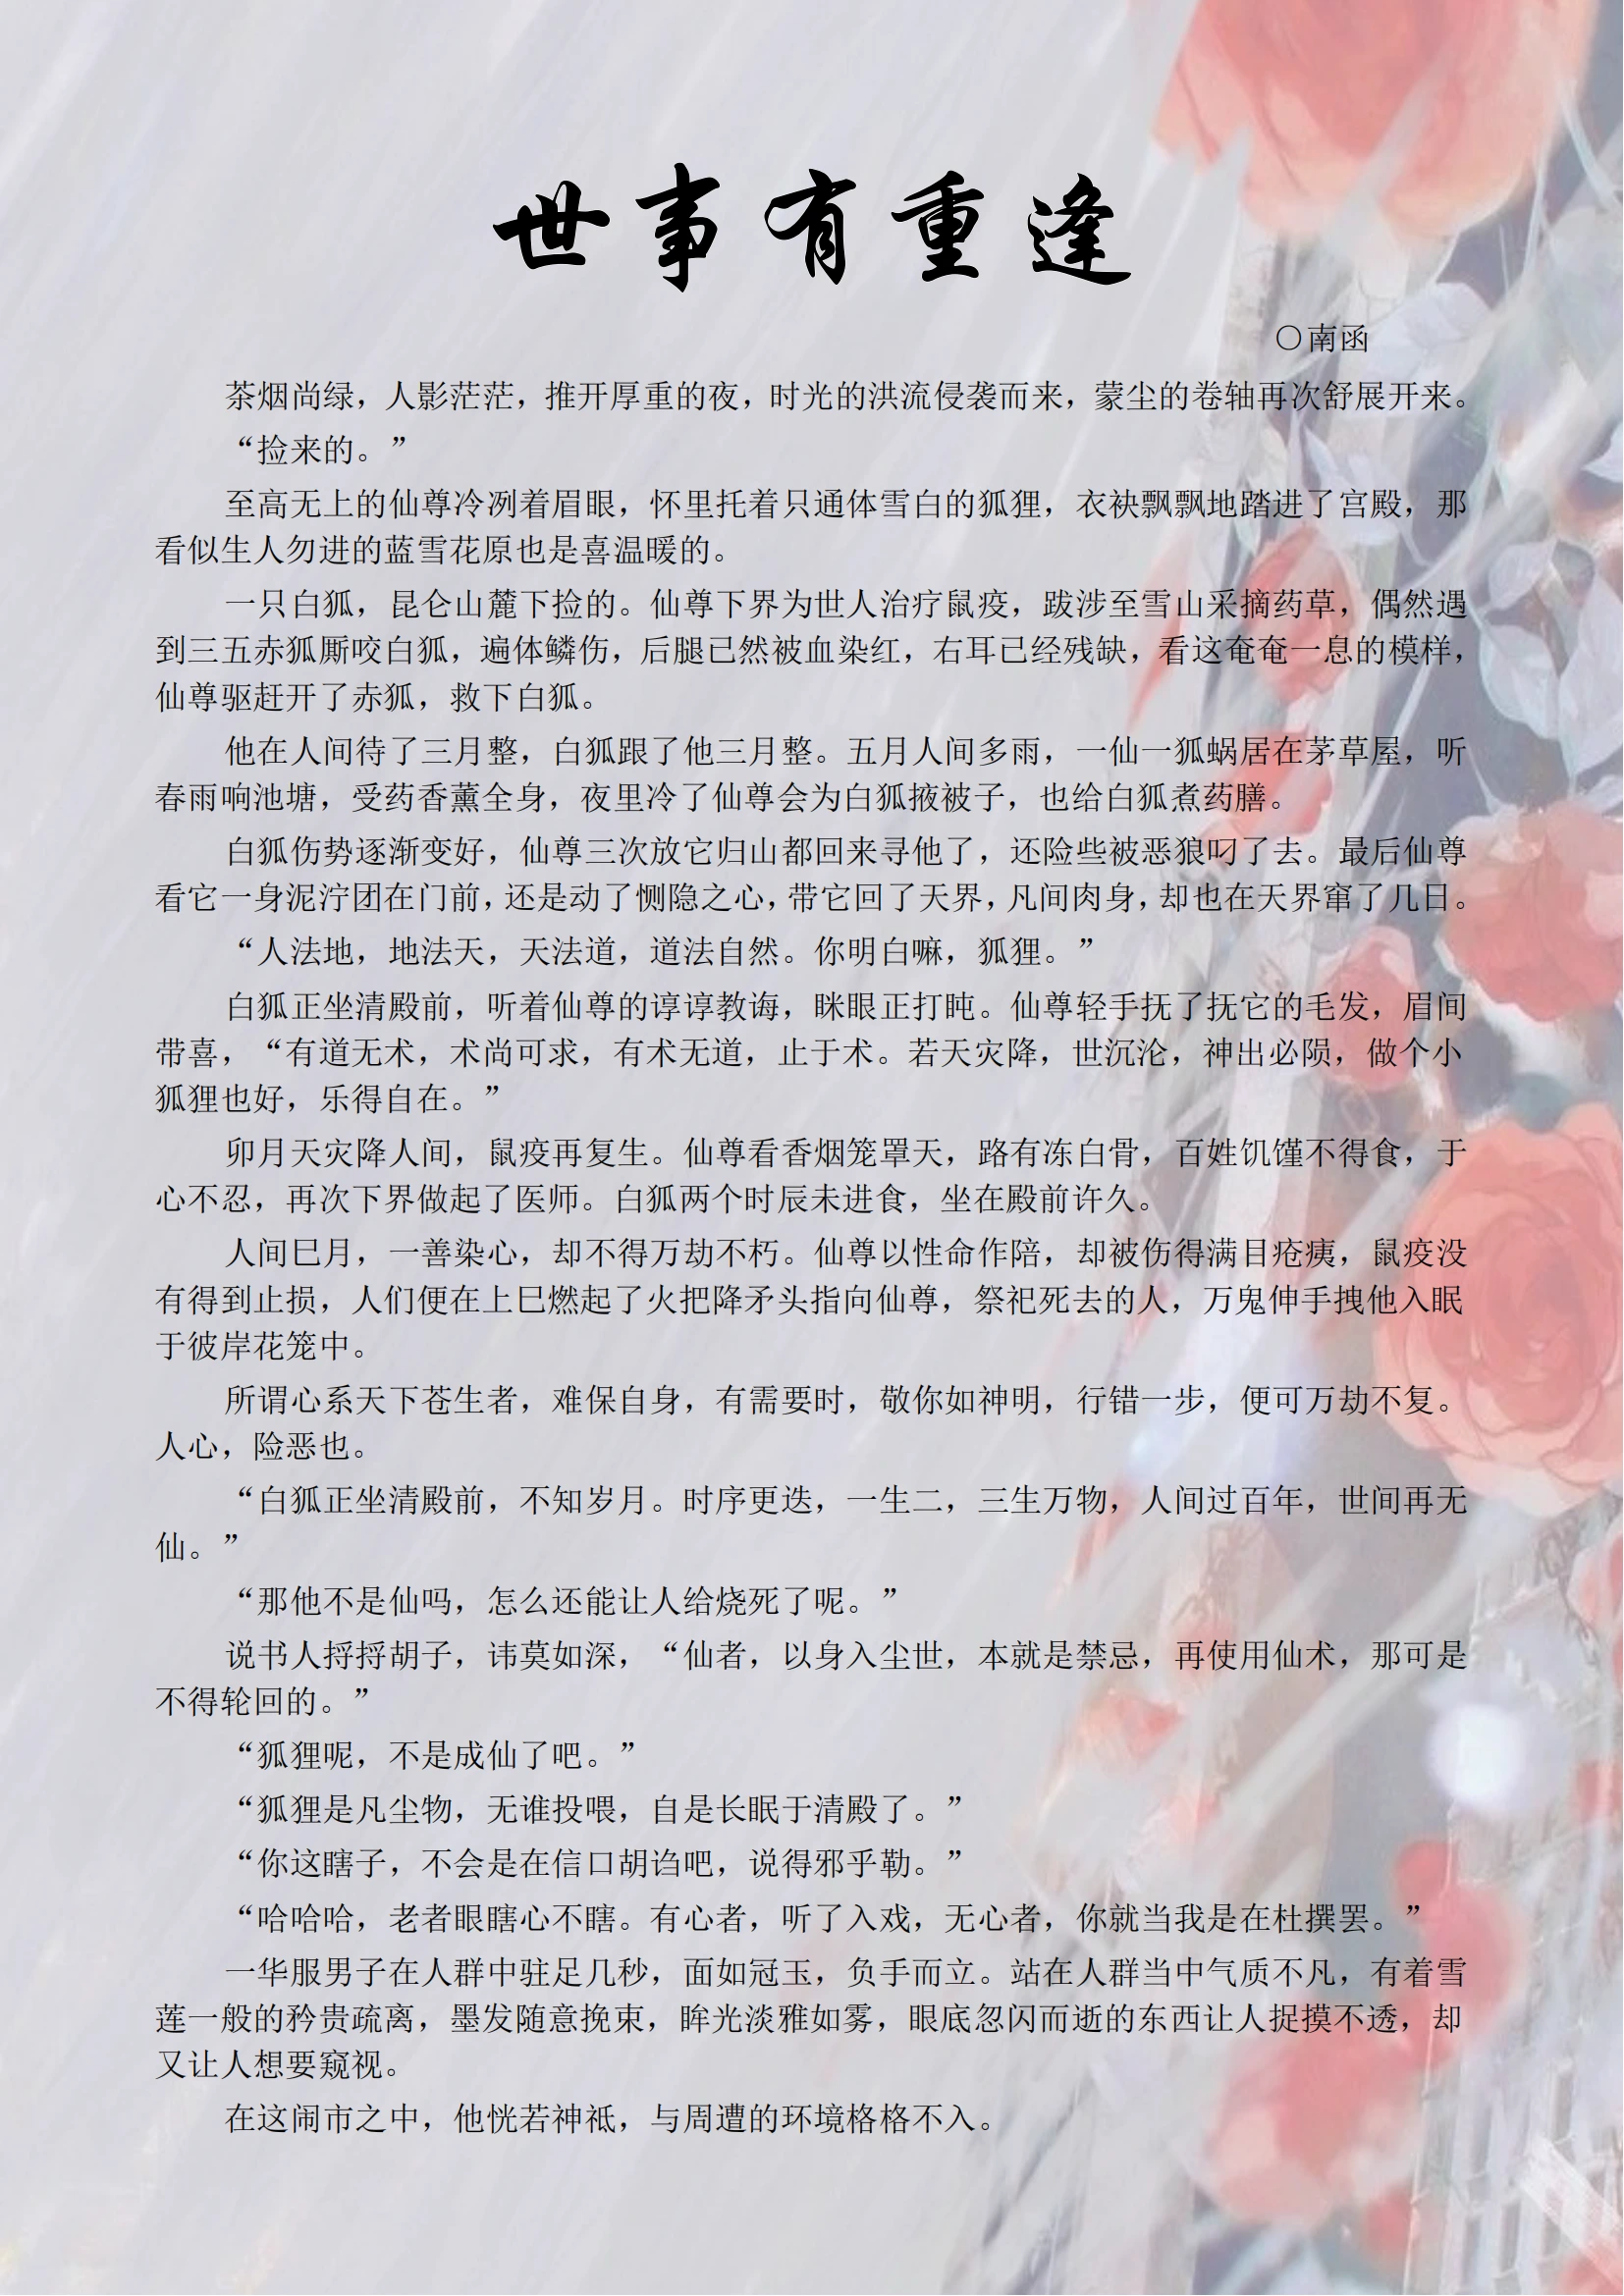 世事有重逢
〇南函
茶烟尚绿，人影茫茫，推开厚重的夜，时光的洪流侵袭而来，蒙尘的卷轴再次舒展开来。
“捡来的。”
至高无上的仙尊冷冽着眉眼，怀里托着只通体雪白的狐狸，衣袂飘飘地踏进了宫殿，那
看似生人勿进的蓝雪花原也是喜温暖的。
一只白狐，昆仑山麓下捡的。仙尊下界为世人治疗鼠疫，跋涉至雪山采摘药草，偶然遇
到三五赤狐厮咬白狐，遍体鳞伤，后腿已然被血染红，右耳已经残缺，看这奄奄一息的模样，
仙尊驱赶开了赤狐，救下白狐。
他在人间待了三月整，白狐跟了他三月整。五月人间多雨，一仙一狐蜗居在茅草屋，听
春雨响池塘，受药香薰全身，夜里冷了仙尊会为白狐掖被子，也给白狐煮药膳。
白狐伤势逐渐变好，仙尊三次放它归山都回来寻他了，还险些被恶狼叼了去。最后仙尊
看它一身泥泞团在门前，还是动了恻隐之心，带它回了天界，凡间肉身，却也在天界窜了几日。
“人法地，地法天，天法道，道法自然。你明白嘛，狐狸。”
白狐正坐清殿前，听着仙尊的谆谆教诲，眯眼正打盹。仙尊轻手抚了抚它的毛发，眉间
带喜，“有道无术，术尚可求，有术无道，止于术。若天灾降，世沉沦，神出必陨，做个小
狐狸也好，乐得自在。”
卯月天灾降人间，鼠疫再复生。仙尊看香烟笼罩天，路有冻白骨，百姓饥馑不得食，于
心不忍，再次下界做起了医师。白狐两个时辰未进食，坐在殿前许久。
人间巳月，一善染心，却不得万劫不朽。仙尊以性命作陪，却被伤得满目疮痍，鼠疫没
有得到止损，人们便在上巳燃起了火把降矛头指向仙尊，祭祀死去的人，万鬼伸手拽他入眠
于彼岸花笼中。
所谓心系天下苍生者，难保自身，有需要时，敬你如神明，行错一步，便可万劫不复。
人心，险恶也。
“白狐正坐清殿前，不知岁月。时序更迭，一生二，三生万物，人间过百年，世间再无
仙。”
“那他不是仙吗，怎么还能让人给烧死了呢。”
说书人捋捋胡子，讳莫如深，“仙者，以身入尘世，本就是禁忌，再使用仙术，那可是
不得轮回的。”
“狐狸呢，不是成仙了吧。”
“狐狸是凡尘物，无谁投喂，自是长眠于清殿了。”
“你这瞎子，不会是在信口胡诌吧，说得邪乎勒。”
“哈哈哈，老者眼瞎心不瞎。有心者，听了入戏，无心者，你就当我是在杜撰罢。”
一华服男子在人群中驻足几秒，面如冠玉，负手而立。站在人群当中气质不凡，有着雪
莲一般的矜贵疏离，墨发随意挽束，眸光淡雅如雾，眼底忽闪而逝的东西让人捉摸不透，却
又让人想要窥视。
在这闹市之中，他恍若神祇，与周遭的环境格格不入。